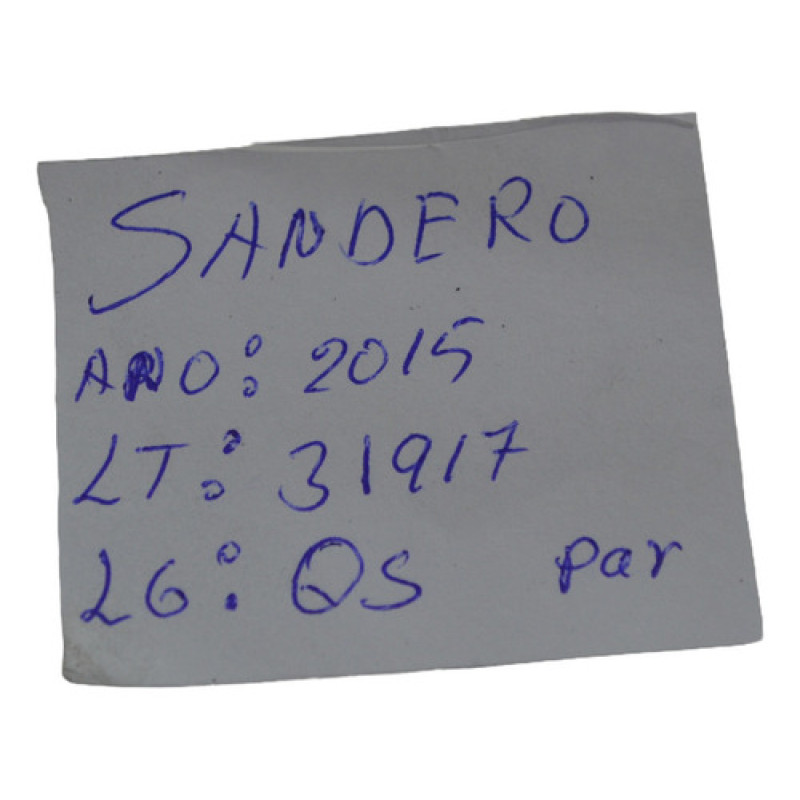 SANDERO
ANO: 2015
LT: 31917
LG: QS par